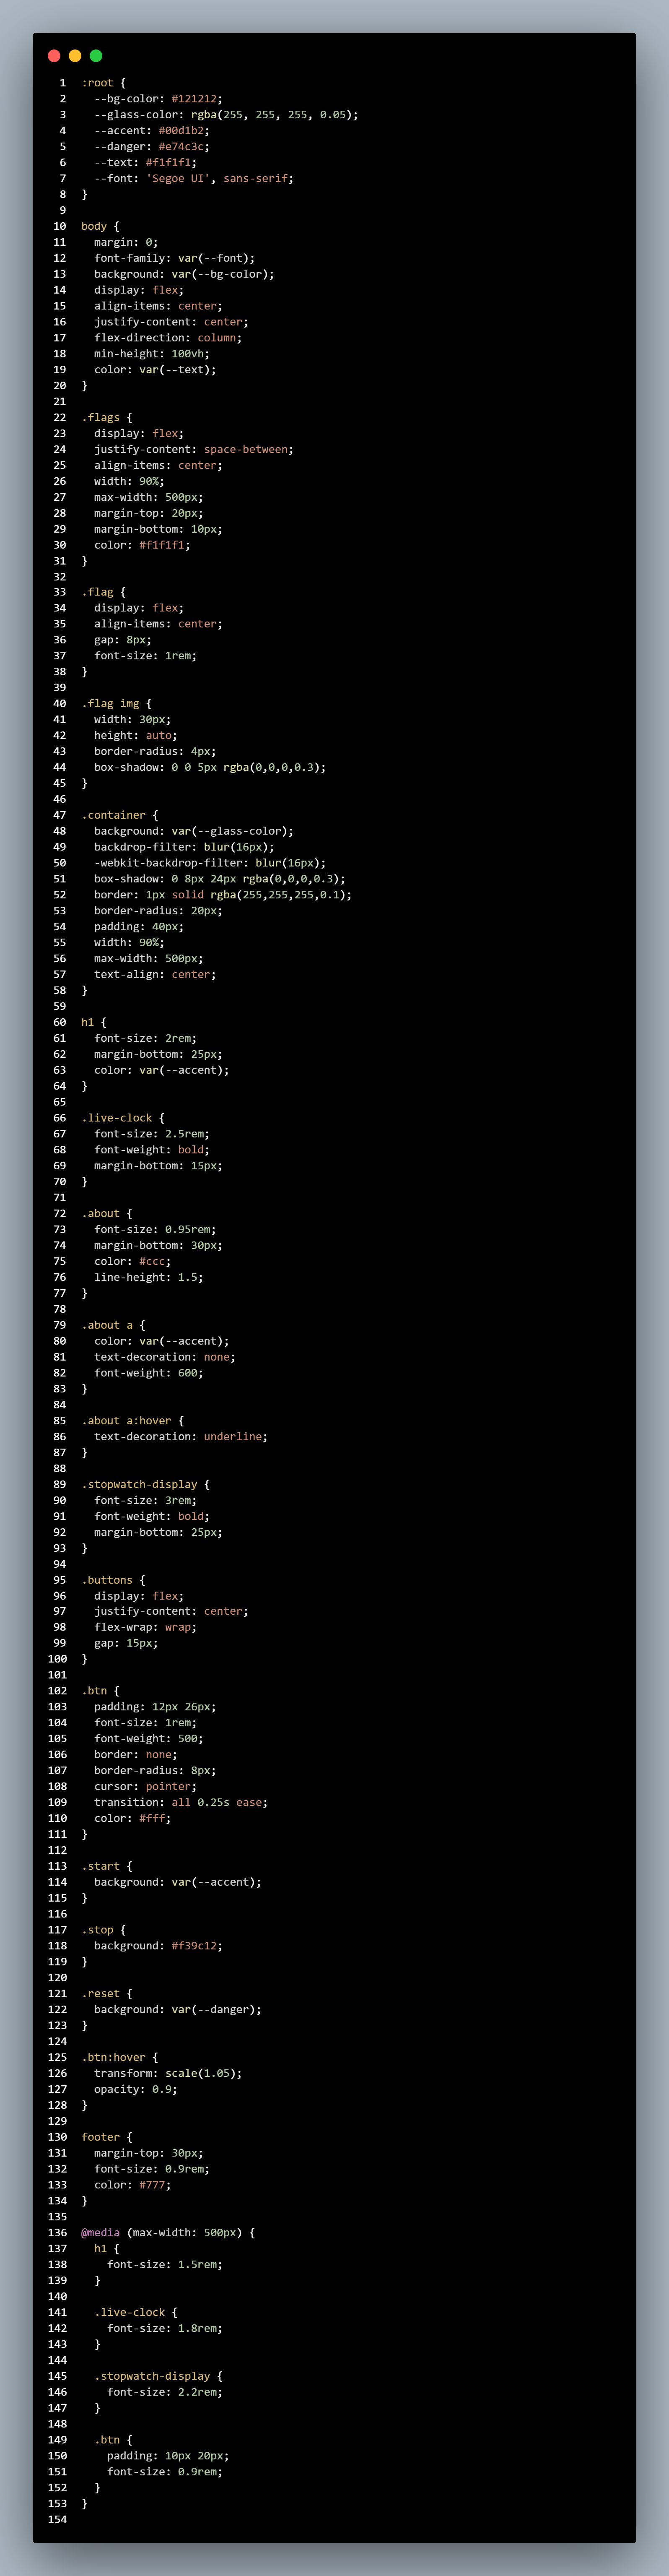 1 :root {
2   --bg-color: #121212;
3   --glass-color: rgba(255, 255, 255, 0.05);
4   --accent: #00d1b2;
5   --danger: #e74c3c;
6   --text: #f1f1f1;
7   --font: 'Segoe UI', sans-serif;
8 }
9
10 body {
11   margin: 0;
12   font-family: var(--font);
13   background: var(--bg-color);
14   display: flex;
15   align-items: center;
16   justify-content: center;
17   flex-direction: column;
18   min-height: 100vh;
19   color: var(--text);
20 }
21
22 .flags {
23   display: flex;
24   justify-content: space-between;
25   align-items: center;
26   width: 90%;
27   max-width: 500px;
28   margin-top: 20px;
29   margin-bottom: 10px;
30   color: #f1f1f1;
31 }
32
33 .flag {
34   display: flex;
35   align-items: center;
36   gap: 8px;
37   font-size: 1rem;
38 }
39
40 .flag img {
41   width: 30px;
42   height: auto;
43   border-radius: 4px;
44   box-shadow: 0 0 5px rgba(0,0,0,0.3);
45 }
46
47 .container {
48   background: var(--glass-color);
49   backdrop-filter: blur(16px);
50   -webkit-backdrop-filter: blur(16px);
51   box-shadow: 0 8px 24px rgba(0,0,0,0.3);
52   border: 1px solid rgba(255,255,255,0.1);
53   border-radius: 20px;
54   padding: 40px;
55   width: 90%;
56   max-width: 500px;
57   text-align: center;
58 }
59
60 h1 {
61   font-size: 2rem;
62   margin-bottom: 25px;
63   color: var(--accent);
64 }
65
66 .live-clock {
67   font-size: 2.5rem;
68   font-weight: bold;
69   margin-bottom: 15px;
70 }
71
72 .about {
73   font-size: 0.95rem;
74   margin-bottom: 30px;
75   color: #ccc;
76   line-height: 1.5;
77 }
78
79 .about a {
80   color: var(--accent);
81   text-decoration: none;
82   font-weight: 600;
83 }
84
85 .about a:hover {
86   text-decoration: underline;
87 }
88
89 .stopwatch-display {
90   font-size: 3rem;
91   font-weight: bold;
92   margin-bottom: 25px;
93 }
94
95 .buttons {
96   display: flex;
97   justify-content: center;
98   flex-wrap: wrap;
99   gap: 15px;
100 }
101
102 .btn {
103   padding: 12px 26px;
104   font-size: 1rem;
105   font-weight: 500;
106   border: none;
107   border-radius: 8px;
108   cursor: pointer;
109   transition: all 0.25s ease;
110   color: #fff;
111 }
112
113 .start {
114   background: var(--accent);
115 }
116
117 .stop {
118   background: #f39c12;
119 }
120
121 .reset {
122   background: var(--danger);
123 }
124
125 .btn:hover {
126   transform: scale(1.05);
127   opacity: 0.9;
128 }
129
130 footer {
131   margin-top: 30px;
132   font-size: 0.9rem;
133   color: #777;
134 }
135
136 @media (max-width: 500px) {
137   h1 {
138     font-size: 1.5rem;
139   }
140
141   .live-clock {
142     font-size: 1.8rem;
143   }
144
145   .stopwatch-display {
146     font-size: 2.2rem;
147   }
148
149   .btn {
150     padding: 10px 20px;
151     font-size: 0.9rem;
152   }
153 }
154